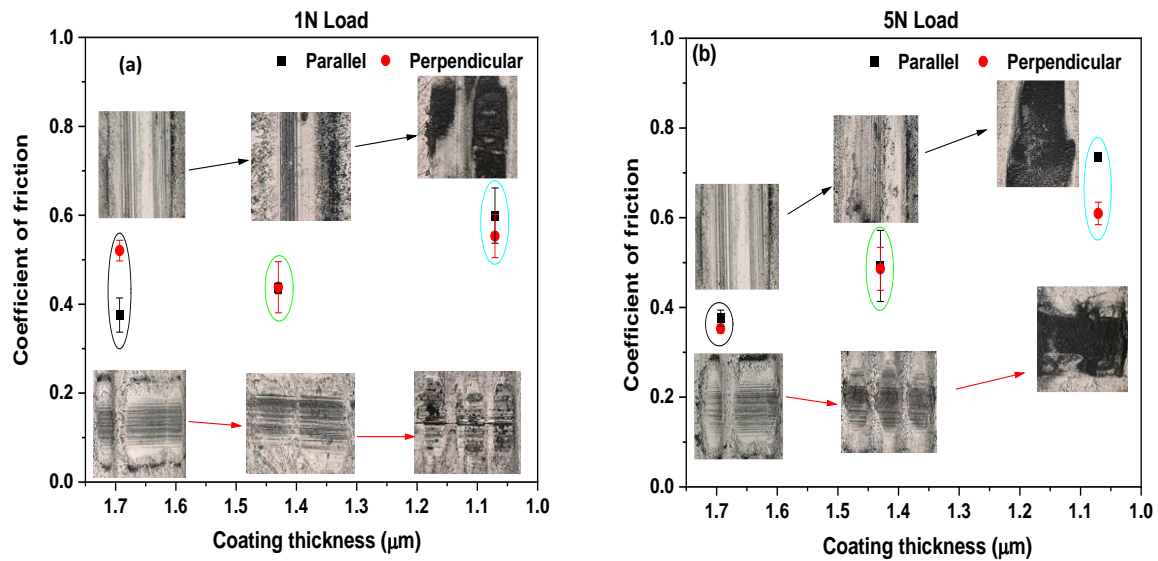 1N Load
(a)
Parallel
Perpendicular
1.0
0.8
0.6
0.4
0.2
0.0
Coefficient of friction
1.7
1.6
1.5
1.4
1.3
1.2
1.1
1.0
Coating thickness (μm)
5N Load
(b)
Parallel
Perpendicular
1.0
0.8
0.6
0.4
0.2
0.0
Coefficient of friction
1.7
1.6
1.5
1.4
1.3
1.2
1.1
1.0
Coating thickness (μm)